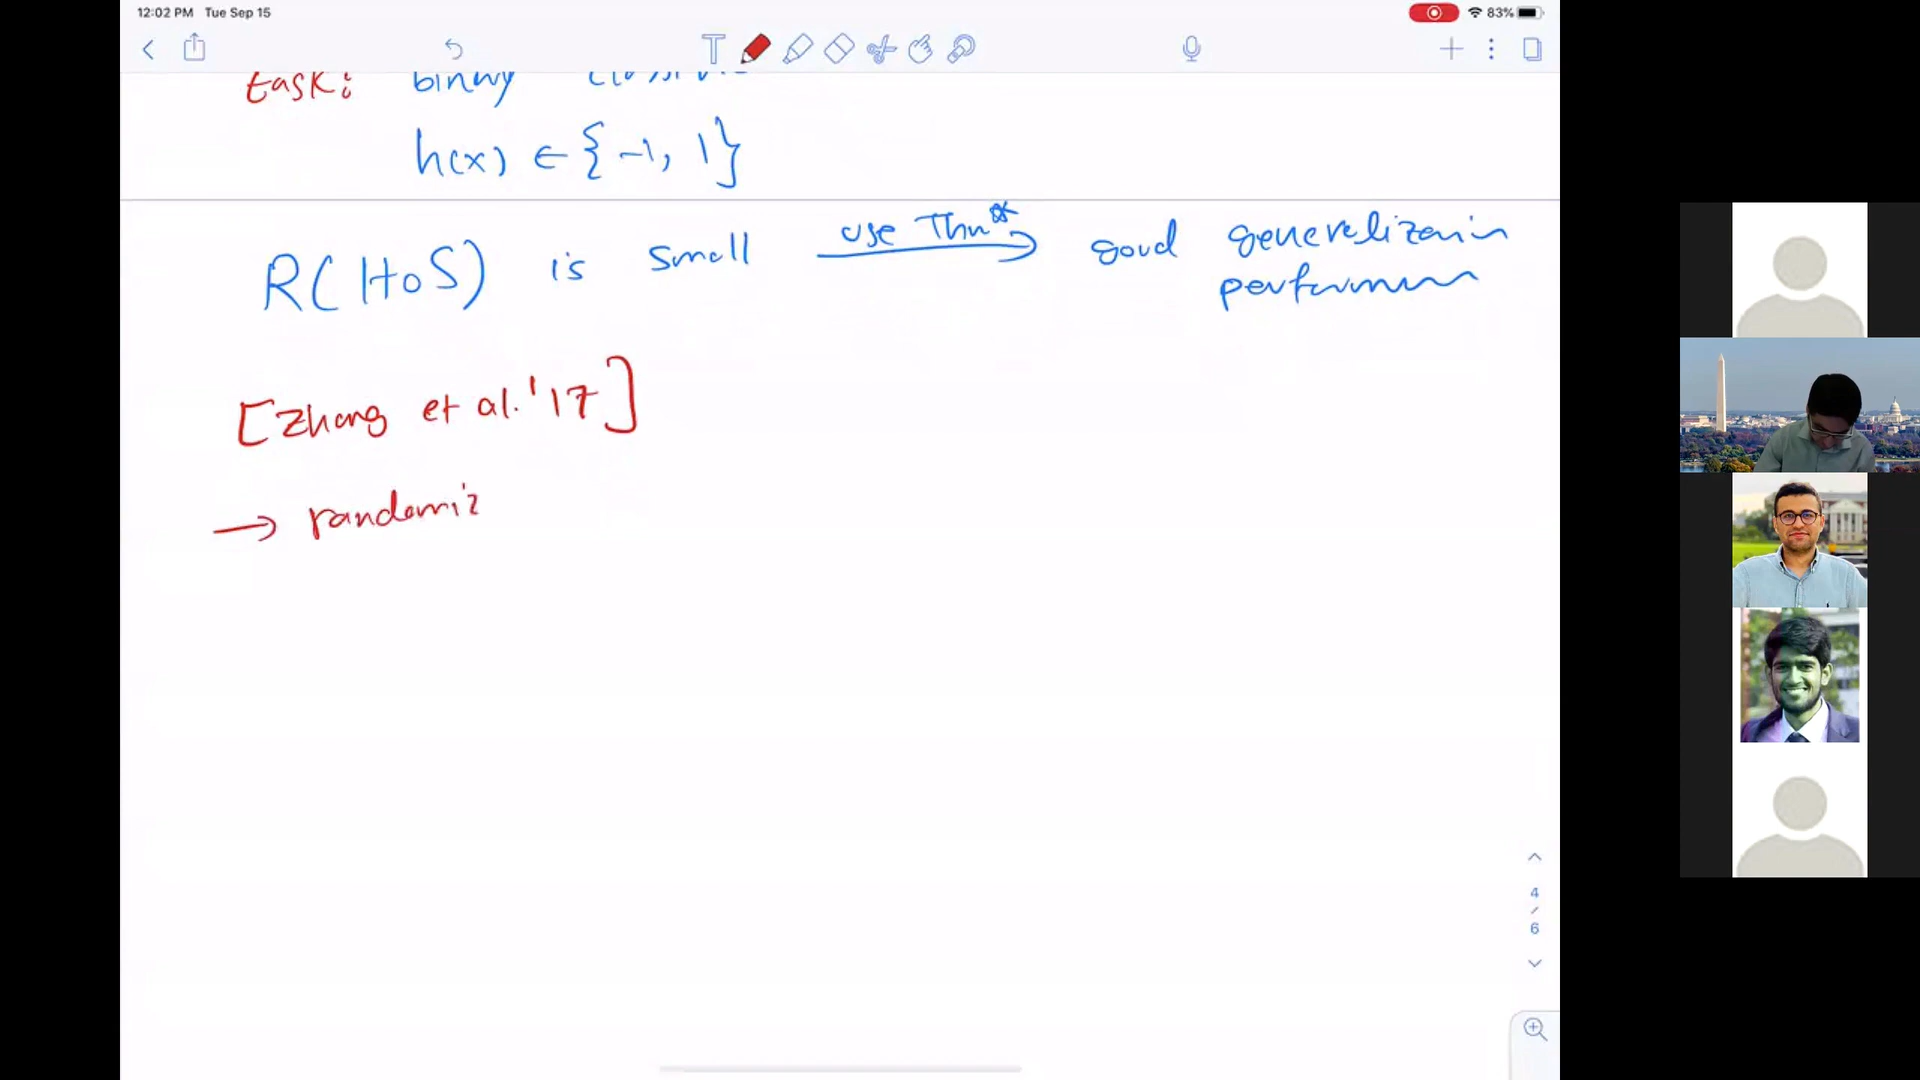 12:02 PM Tue Sep 15
83%
task: binary
h(x) ∈ {-1, 1}
R(H∘S) is small use Thm* good generalization
performance
[Zhang et al. '17]
→ randomiz
4
/
6